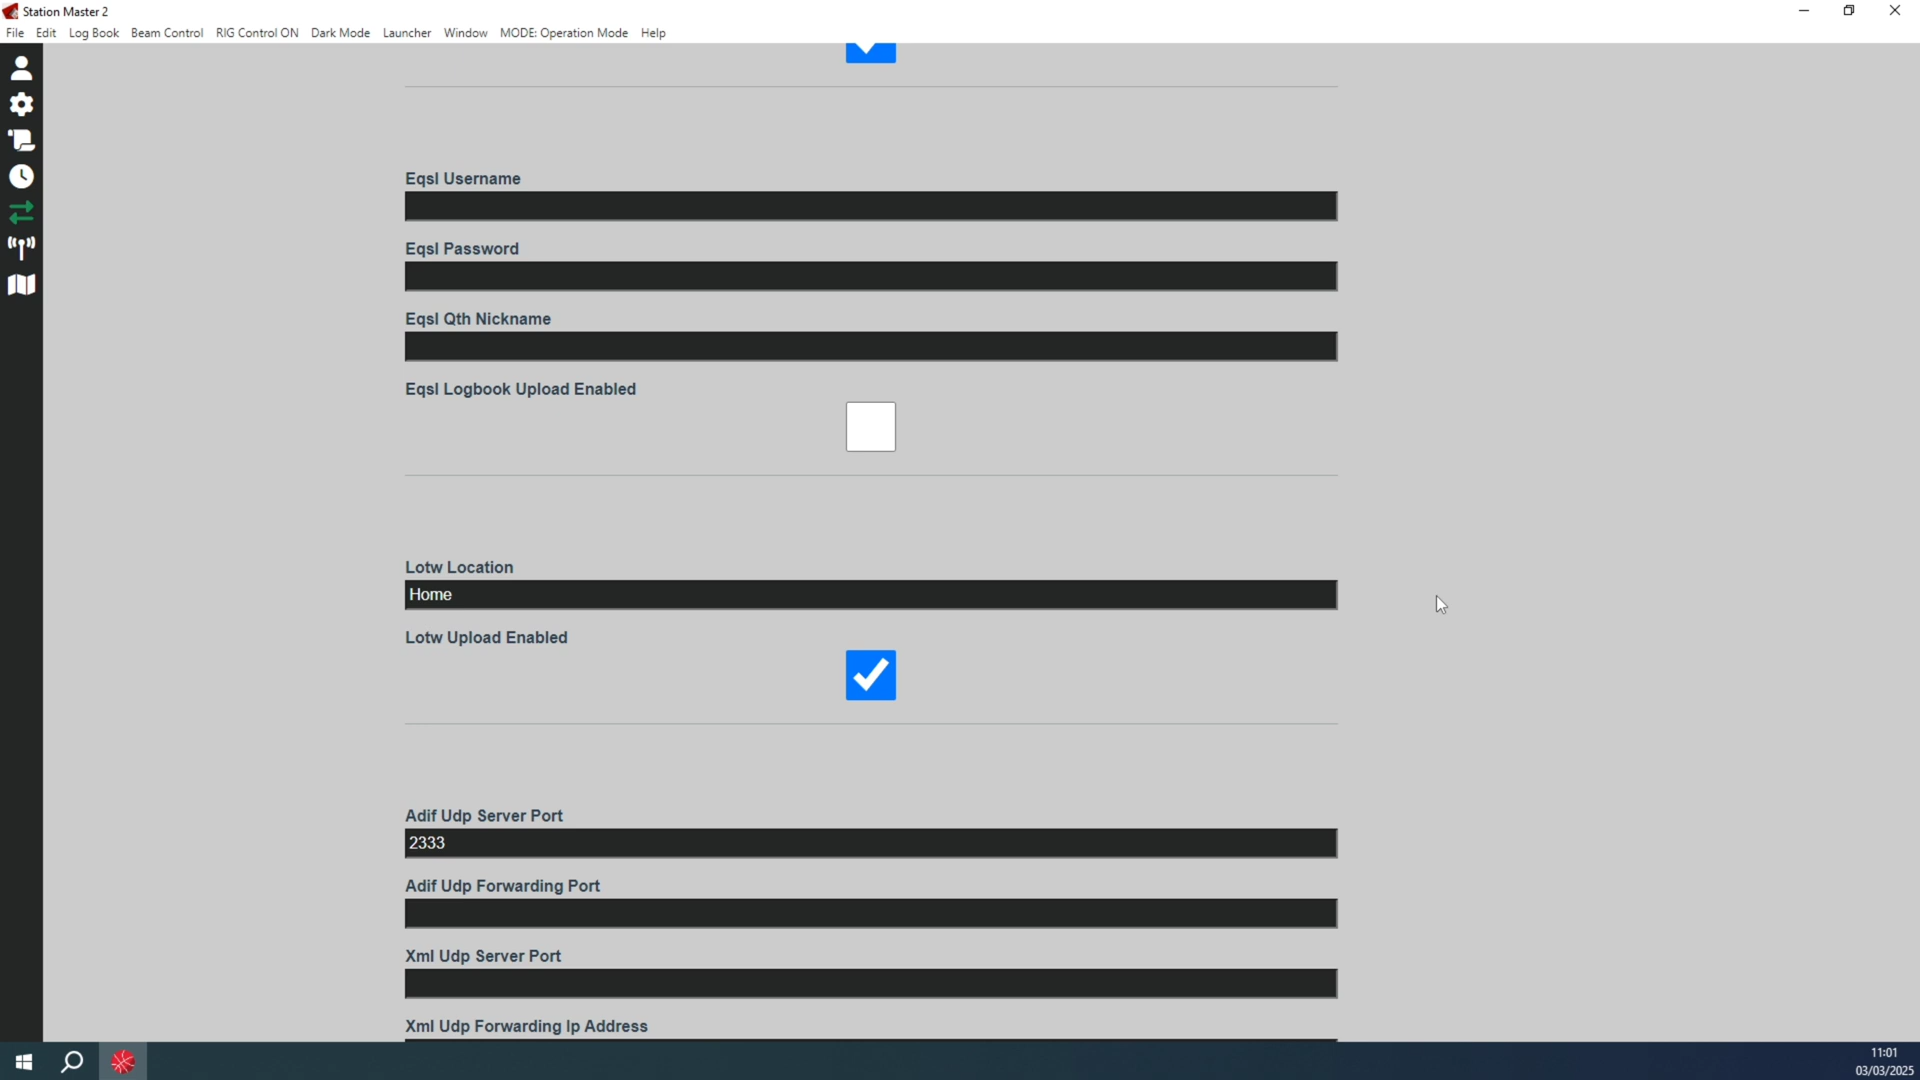 Station Master 2
File Edit Log Book Beam Control RIG Control ON Dark Mode Launcher Window MODE: Operation Mode Help
Eqsl Username
Eqsl Password
Eqsl Qth Nickname
Eqsl Logbook Upload Enabled
Lotw Location
Home
Lotw Upload Enabled
Adif Udp Server Port
2333
Adif Udp Forwarding Port
Xml Udp Server Port
Xml Udp Forwarding Ip Address
11:01
03/03/2025